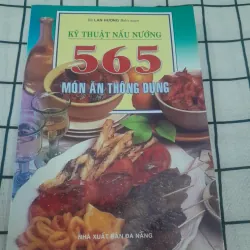 KỸ THUẬT NẤU NƯỚNG
565
MÓN ĂN THÔNG DỤNG
NHÀ XUẤT BẢN ĐÀ NẴNG